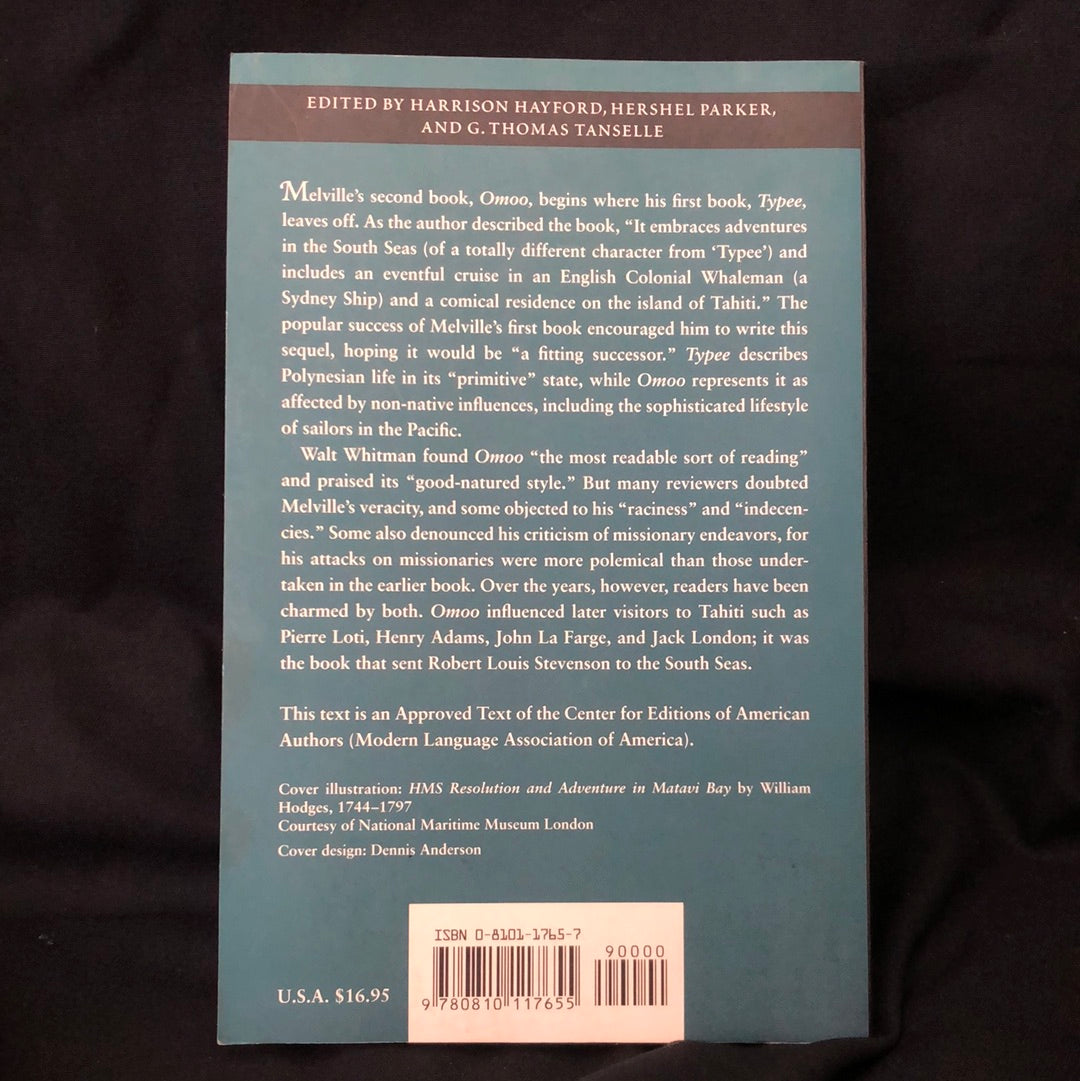 EDITED BY HARRISON HAYFORD, HERSHEL PARKER,
AND G. THOMAS TANSELLE
Melville's second book, Omoo, begins where his first book, Typee,
leaves off. As the author described the book, "It embraces adventures
in the South Seas (of a totally different character from 'Typee') and
includes an eventful cruise in an English Colonial Whaleman (a
Sydney Ship) and a comical residence on the island of Tahiti." The
popular success of Melville's first book encouraged him to write this
sequel, hoping it would be "a fitting successor." Typee describes
Polynesian life in its "primitive" state, while Omoo represents it as
affected by non-native influences, including the sophisticated lifestyle
of sailors in the Pacific.
Walt Whitman found Omoo "the most readable sort of reading"
and praised its "good-natured style." But many reviewers doubted
Melville's veracity, and some objected to his "raciness" and "indecen-
cies." Some also denounced his criticism of missionary endeavors, for
his attacks on missionaries were more polemical than those under-
taken in the earlier book. Over the years, however, readers have been
charmed by both. Omoo influenced later visitors to Tahiti such as
Pierre Loti, Henry Adams, John La Farge, and Jack London; it was
the book that sent Robert Louis Stevenson to the South Seas.
This text is an Approved Text of the Center for Editions of American
Authors (Modern Language Association of America).
Cover illustration: HMS Resolution and Adventure in Matavi Bay by William
Hodges, 1744–1797
Courtesy of National Maritime Museum London
Cover design: Dennis Anderson
ISBN 0-8101-1765-7
90000
U.S.A. $16.95
9 780810 117655